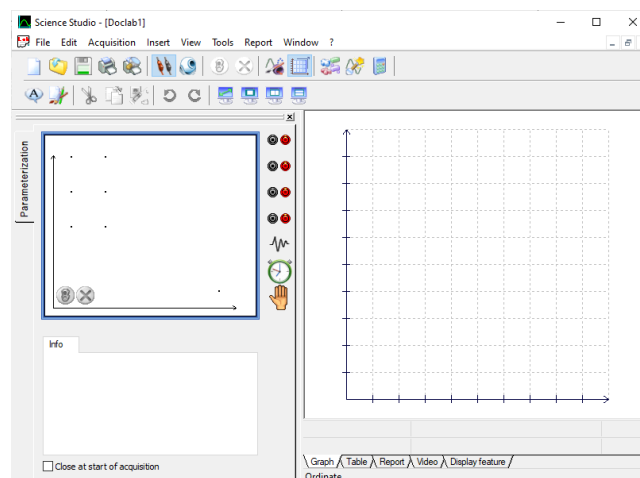 Science Studio - [Doclab1]
File Edit Acquisition Insert View Tools Report Window ?
Parameterization
Info
Close at start of acquisition
Graph Table Report Video Display feature
Ordinate